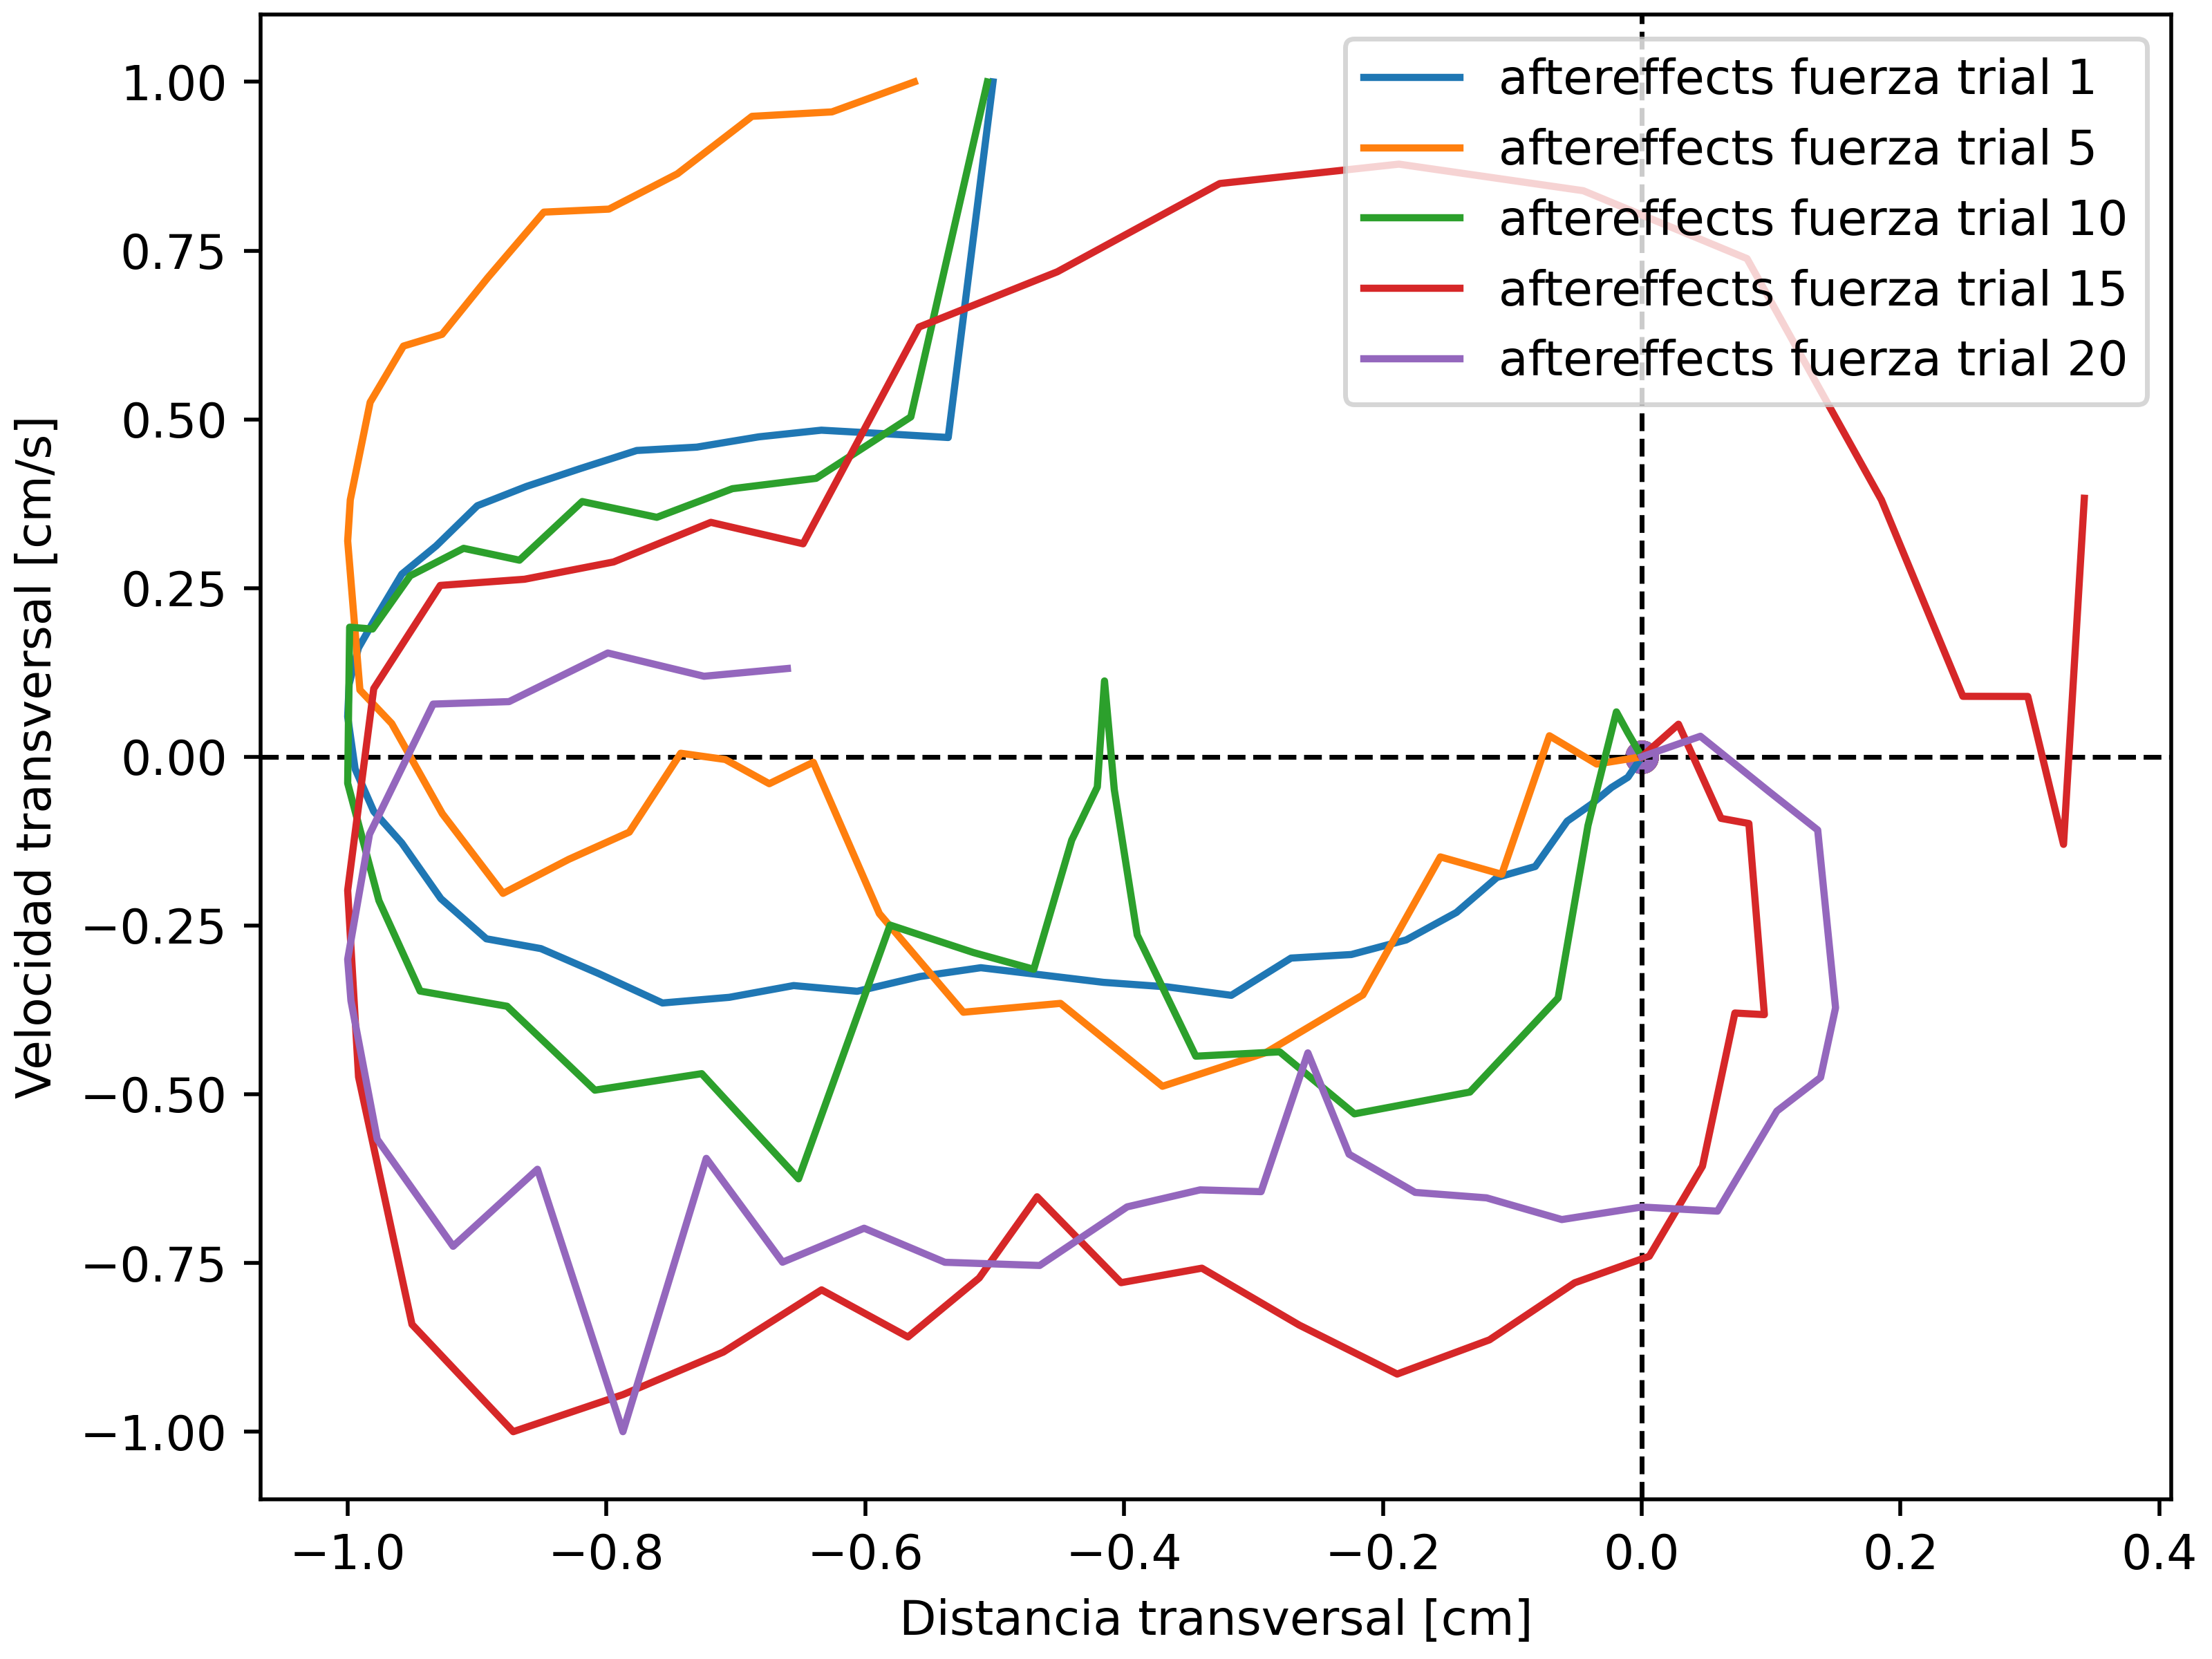 aftereffects fuerza trial 1
aftereffects fuerza trial 5
aftereffects fuerza trial 10
aftereffects fuerza trial 15
aftereffects fuerza trial 20
1.00
0.75
0.50
0.25
0.00
−0.25
−0.50
−0.75
−1.00
Velocidad transversal [cm/s]
−1.0 −0.8 −0.6 −0.4 −0.2 0.0 0.2 0.4
Distancia transversal [cm]